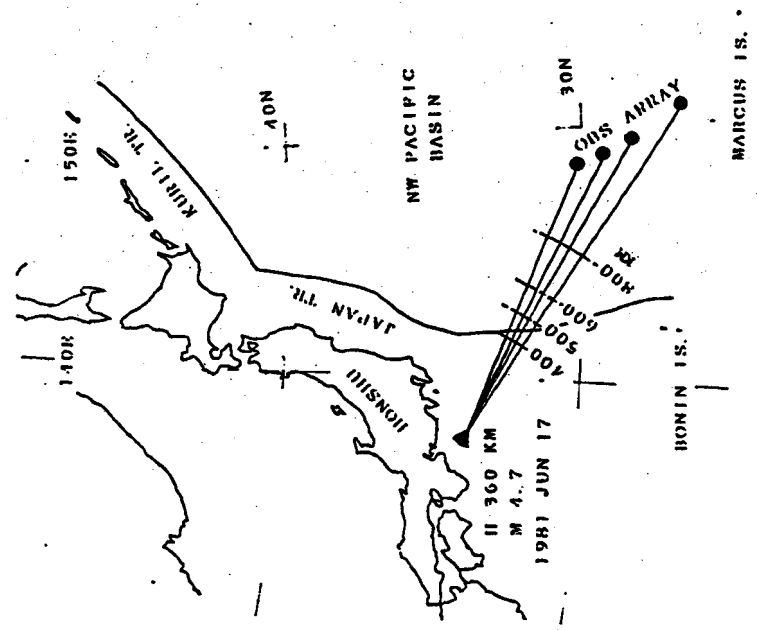 150E
KURIL TR.
40N
NW PACIFIC
BASIN
30N
OBS ARRAY
MARCUS IS.
140E
JAPAN TR.
HONSHU
400
500
600
800
KM
BONIN IS.
H 360 KM
M 4.7
1981 JUN 17